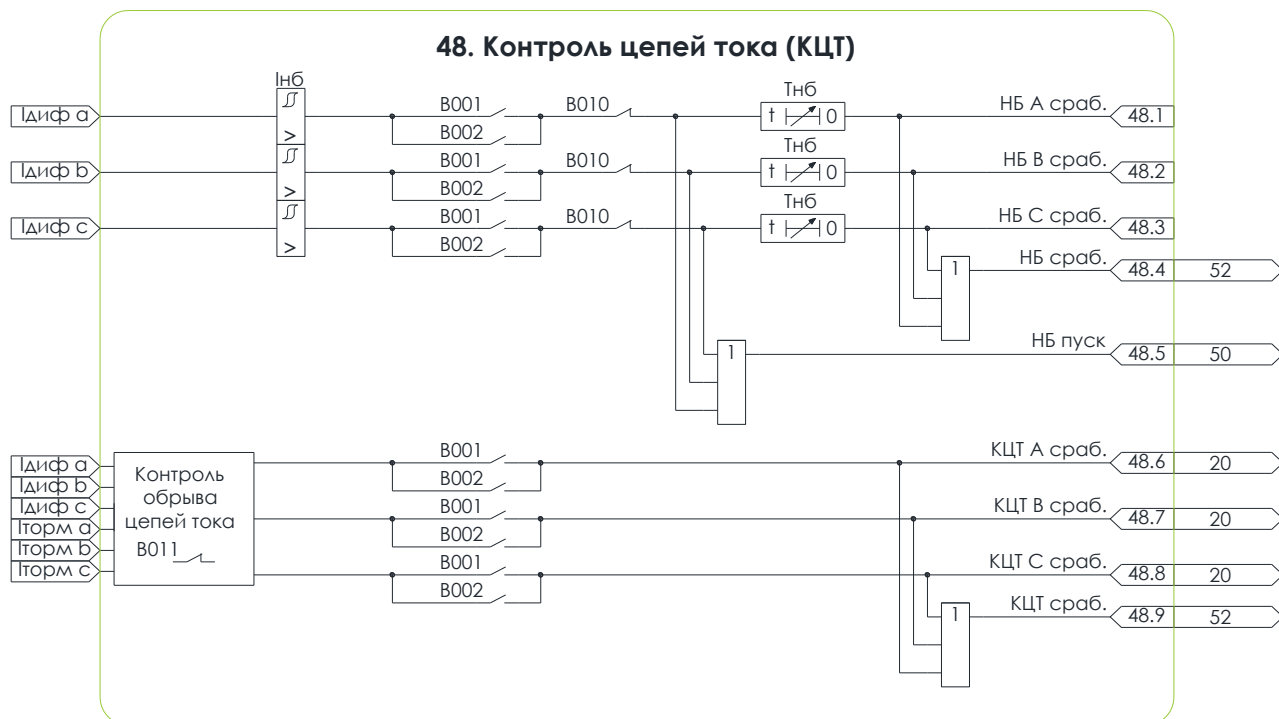 48. Контроль цепей тока (КЦТ)
Iнб
Tнб
Iдиф a
>
B001
B002
B010
t
0
НБ A сраб.
48.1
Tнб
Iдиф b
>
B001
B002
B010
t
0
НБ B сраб.
48.2
Tнб
Iдиф c
>
B001
B002
B010
t
0
НБ C сраб.
48.3
1
НБ сраб.
48.4
52
1
НБ пуск
48.5
50
Iдиф a
Iдиф b
Iдиф c
Iторм a
Iторм b
Iторм c
Контроль
обрыва
цепей тока
B011
B001
B002
КЦТ A сраб.
48.6
20
B001
B002
КЦТ B сраб.
48.7
20
B001
B002
КЦТ C сраб.
48.8
20
1
КЦТ сраб.
48.9
52